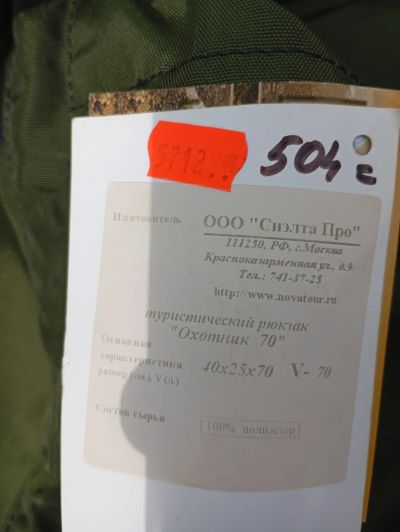 5712
504 г
Изготовитель
ООО "Сиэлта Про"
111250, РФ, г.Москва
Красноказарменная ул., д.9
Тел.: 741-37-25
http://www.novatour.ru
туристический рюкзак
"Охотник 70"
Основная
характеристика
размер (см.), V (л.)
40x25x70 V- 70
Состав сырья
100% полиэстер